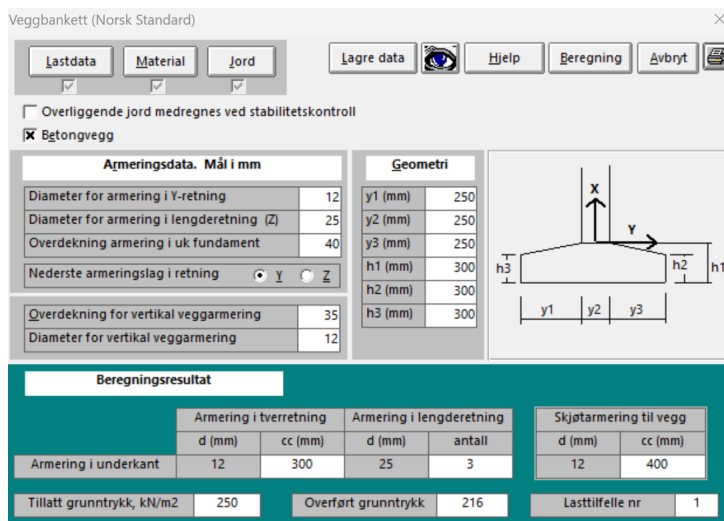 Veggbankett (Norsk Standard)
Lastdata Material Jord Lagre data Hjelp Beregning Avbryt
Overliggende jord medregnes ved stabilitetskontroll
Betongvegg
Armeringsdata. Mål i mm
Diameter for armering i Y-retning 12
Diameter for armering i lengderetning (Z) 25
Overdekning armering i uk fundament 40
Nederste armeringslag i retning Y Z
Overdekning for vertikal veggarmering 35
Diameter for vertikal veggarmering 12
Geometri
y1 (mm) 250
y2 (mm) 250
y3 (mm) 250
h1 (mm) 300
h2 (mm) 300
h3 (mm) 300
X
Y
h3 h2 h1
y1 y2 y3
Beregningsresultat
Armering i tverretning Armering i lengderetning Skjøtarmering til vegg
d (mm) cc (mm) d (mm) antall d (mm) cc (mm)
Armering i underkant 12 300 25 3 12 400
Tillatt grunntrykk, kN/m2 250 Overført grunntrykk 216 Lasttilfelle nr 1